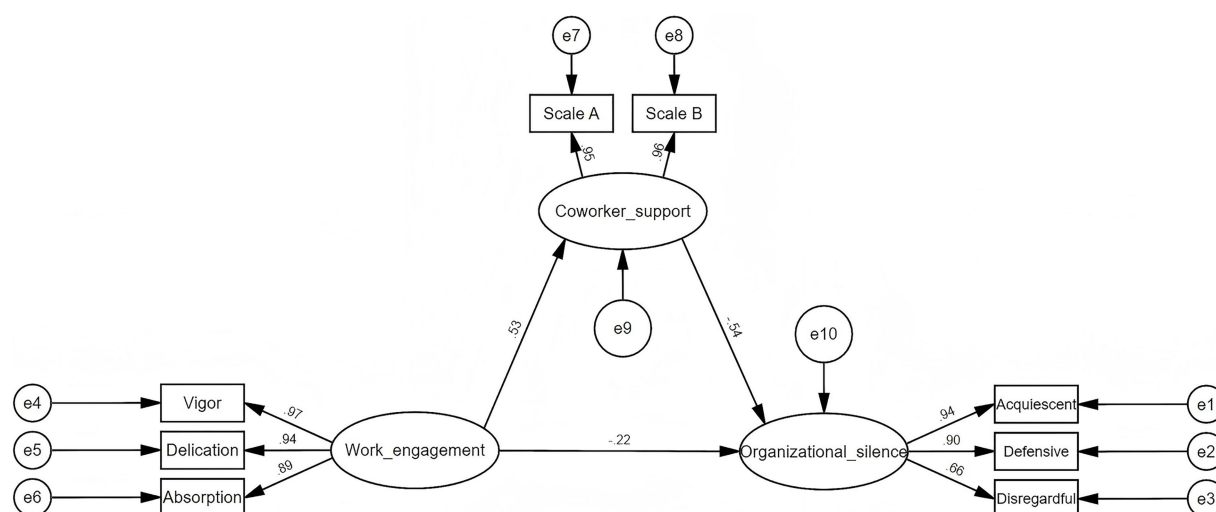 e7
e8
Scale A
Scale B
.95
.96
Coworker_support
.53
e9
-.54
e10
e4
Vigor
.97
e5
Delication
.94
e6
Absorption
.89
Work_engagement
-.22
Organizational_silence
.94
Acquiescent
e1
.90
Defensive
e2
.66
Disregardful
e3